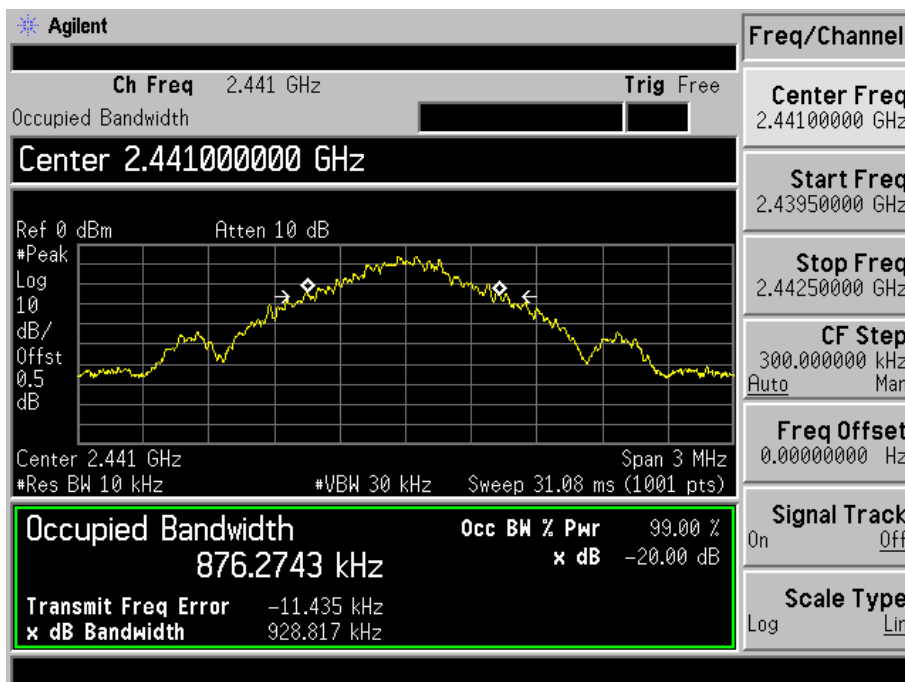 Agilent
Freq/Channel
Ch Freq 2.441 GHz Trig Free
Occupied Bandwidth
Center 2.441000000 GHz
Ref 0 dBm Atten 10 dB
#Peak
Log
10
dB/
Offst
0.5
dB
Center 2.441 GHz Span 3 MHz
#Res BW 10 kHz #VBW 30 kHz Sweep 31.08 ms (1001 pts)
Occupied Bandwidth
876.2743 kHz
Occ BW % Pwr 99.00 %
x dB -20.00 dB
Transmit Freq Error -11.435 kHz
x dB Bandwidth 928.817 kHz
Center Freq
2.44100000 GHz
Start Freq
2.43950000 GHz
Stop Freq
2.44250000 GHz
CF Step
300.000000 kHz
Auto Man
Freq Offset
0.00000000 Hz
Signal Track
On Off
Scale Type
Log Lin